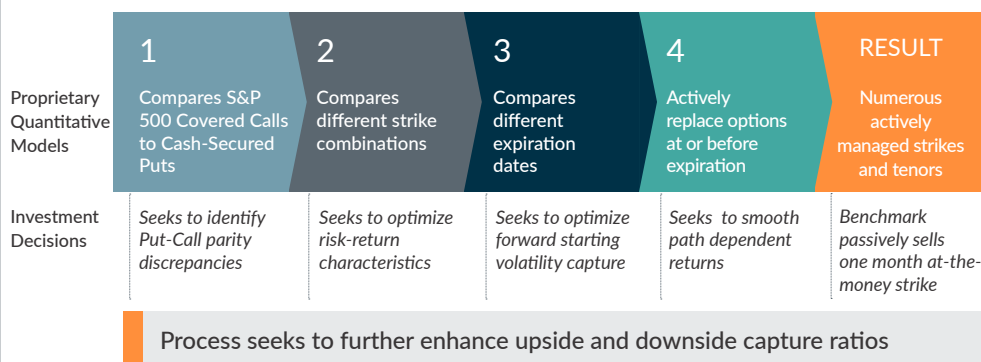 Proprietary
Quantitative
Models
1
Compares S&P
500 Covered Calls
to Cash-Secured
Puts
2
Compares
different strike
combinations
3
Compares
different
expiration
dates
4
Actively
replace options
at or before
expiration
RESULT
Numerous
actively
managed strikes
and tenors
Investment
Decisions
Seeks to identify
Put-Call parity
discrepancies
Seeks to optimize
risk-return
characteristics
Seeks to optimize
forward starting
volatility capture
Seeks to smooth
path dependent
returns
Benchmark
passively sells
one month at-the-
money strike
Process seeks to further enhance upside and downside capture ratios